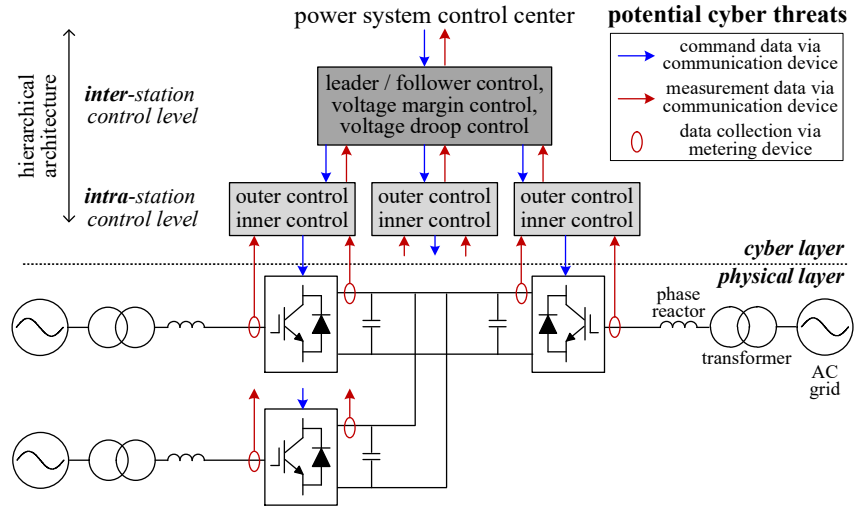 power system control center
potential cyber threats
command data via
communication device
measurement data via
communication device
data collection via
metering device
hierarchical
architecture
inter-station
control level
leader / follower control,
voltage margin control,
voltage droop control
intra-station
control level
outer control
inner control
outer control
inner control
outer control
inner control
cyber layer
physical layer
phase
reactor
transformer
AC
grid